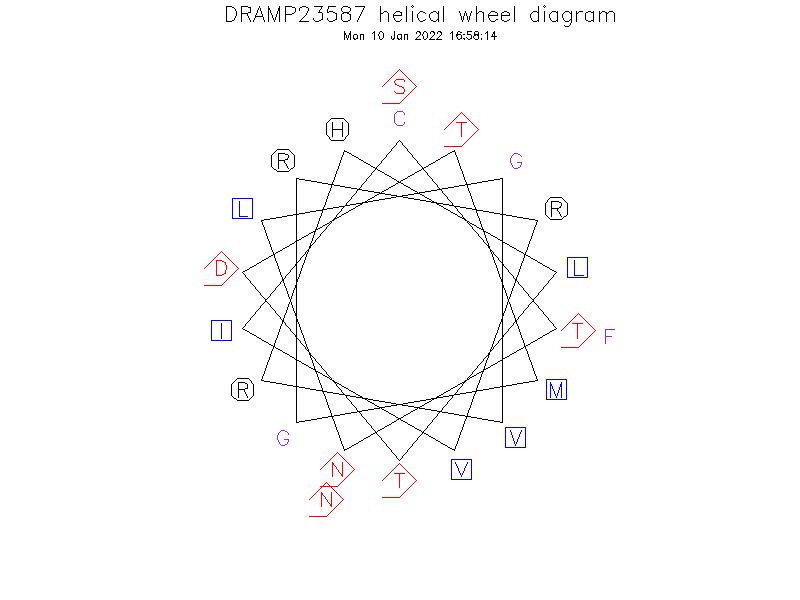 DRAMP23587 helical wheel diagram
Mon 10 Jan 2022 16:58:14
S
C
H T
R G
L R
D L
I T F
R M
G V
N T V
N